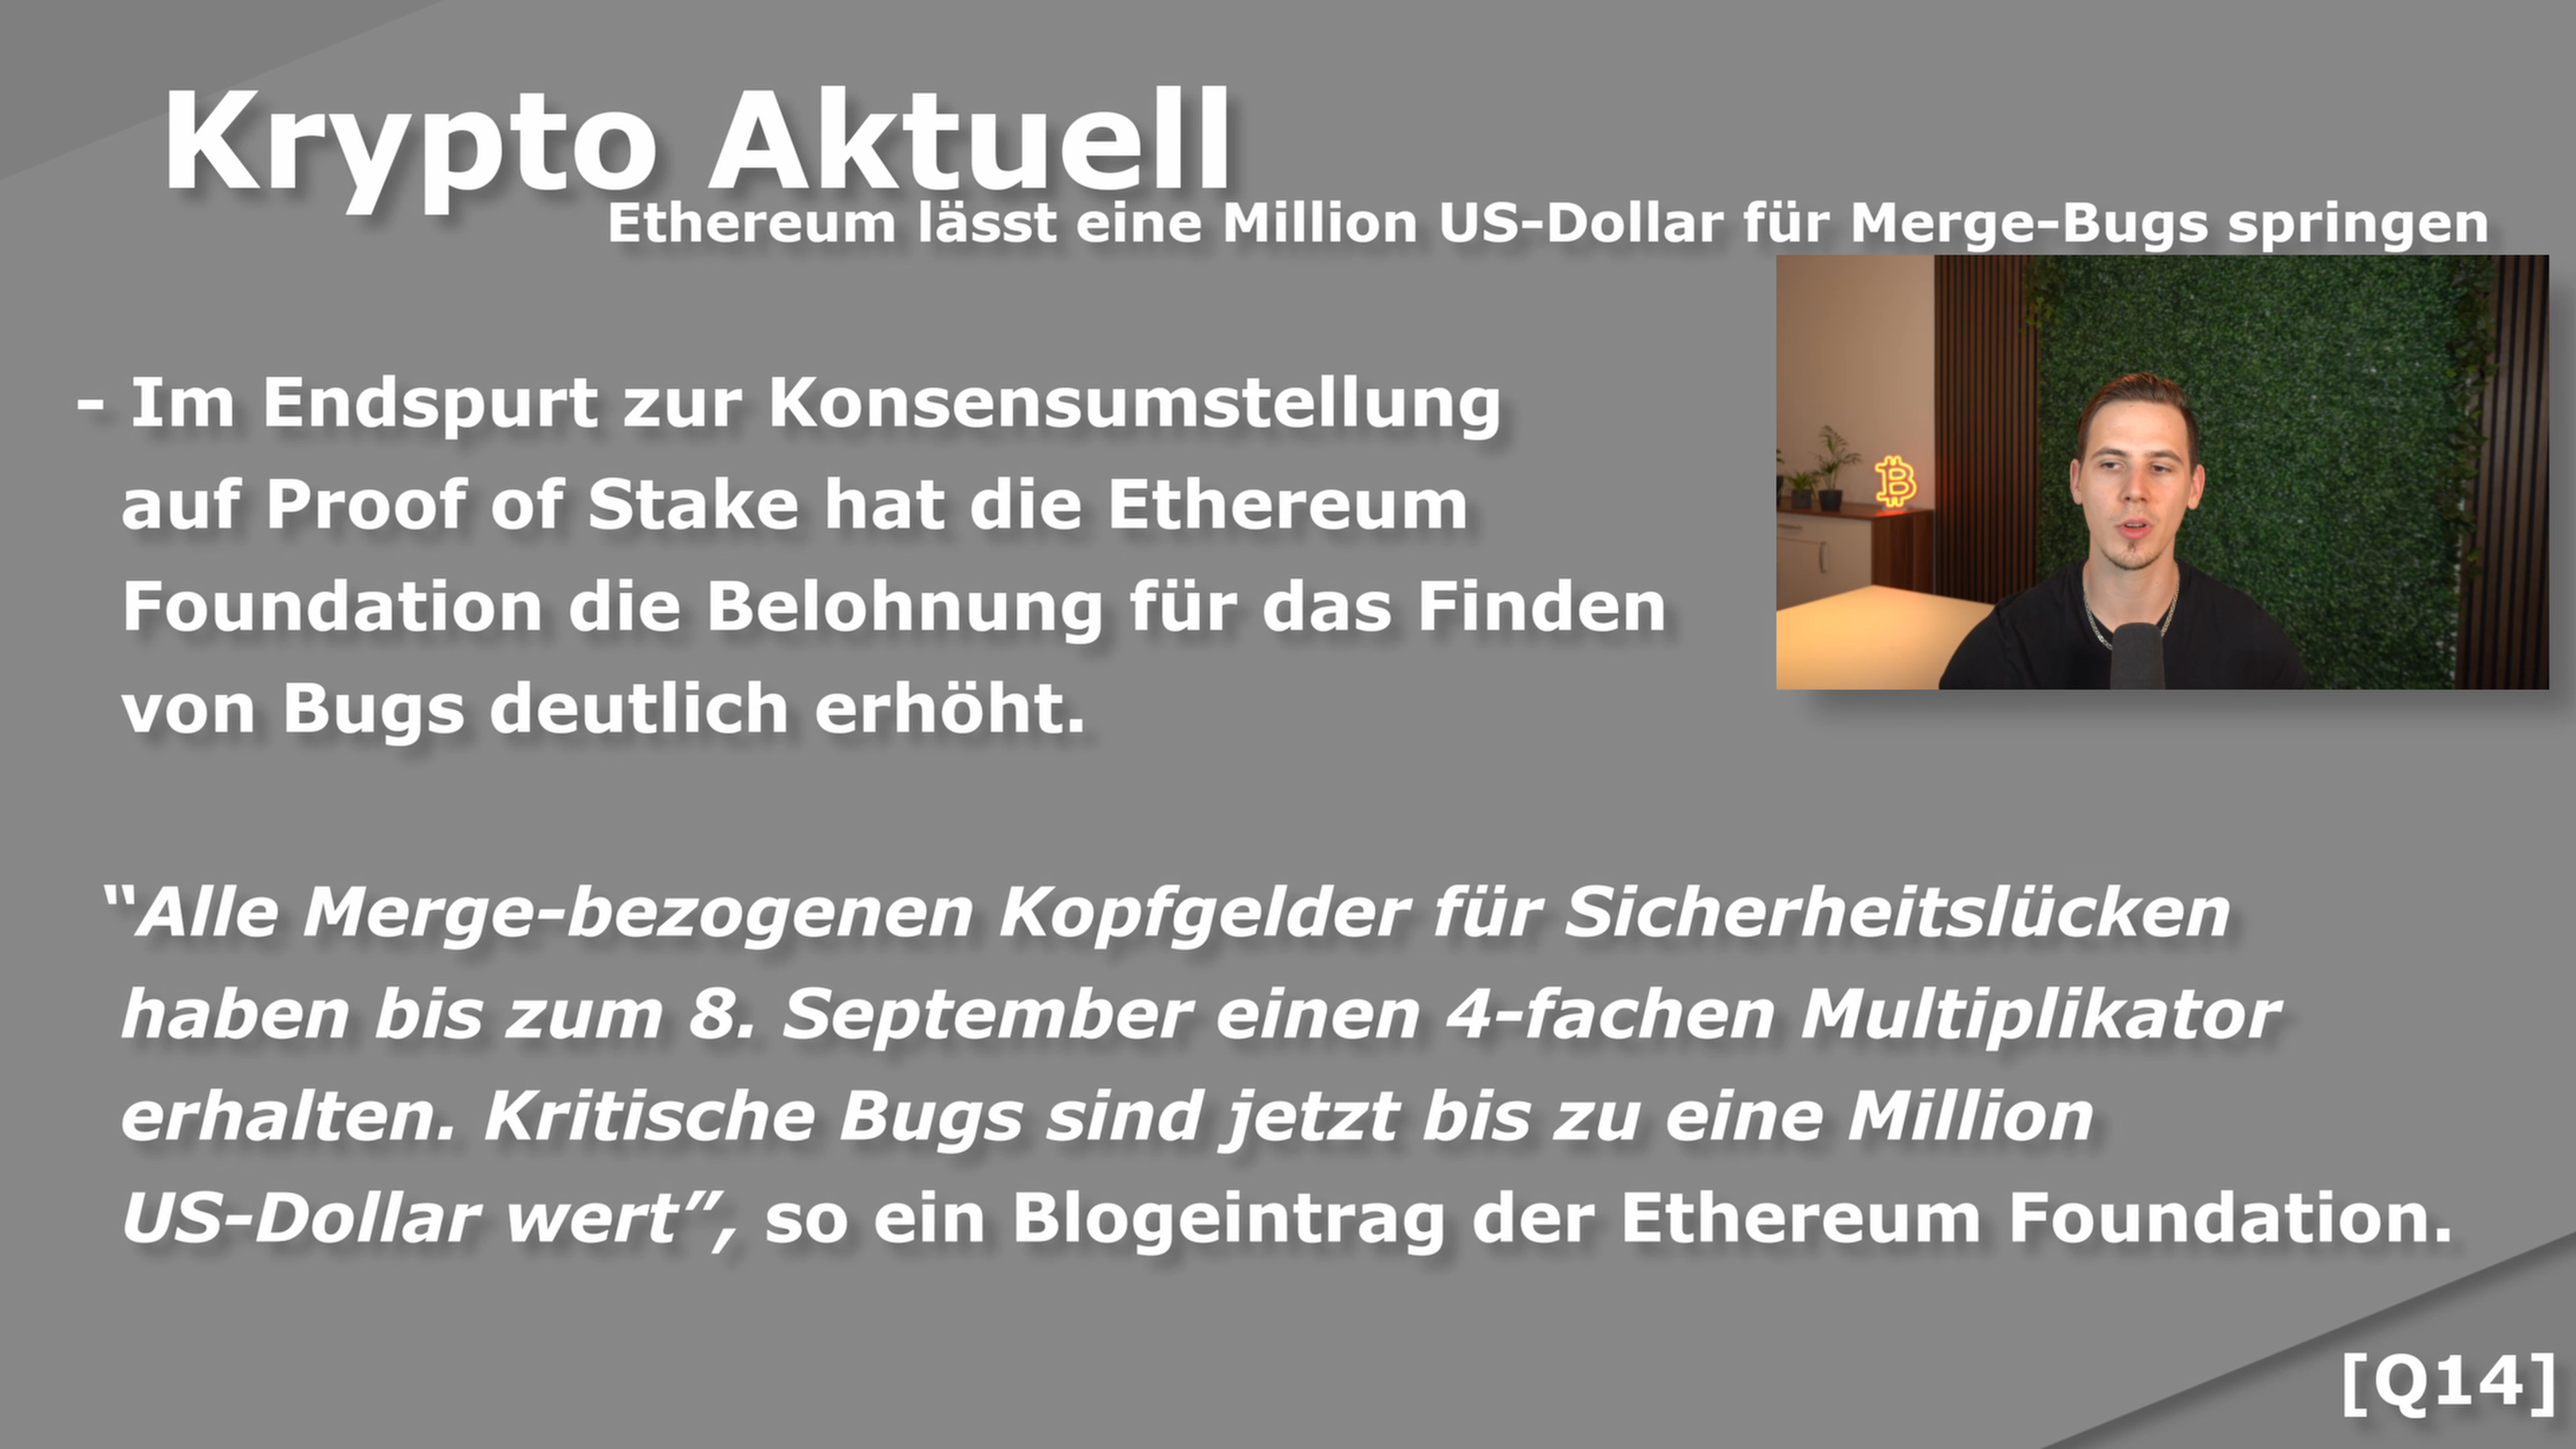 Krypto Aktuell
Ethereum lässt eine Million US-Dollar für Merge-Bugs springen
- Im Endspurt zur Konsensumstellung
auf Proof of Stake hat die Ethereum
Foundation die Belohnung für das Finden
von Bugs deutlich erhöht.
“Alle Merge-bezogenen Kopfgelder für Sicherheitslücken
haben bis zum 8. September einen 4-fachen Multiplikator
erhalten. Kritische Bugs sind jetzt bis zu eine Million
US-Dollar wert”, so ein Blogeintrag der Ethereum Foundation.
[Q14]